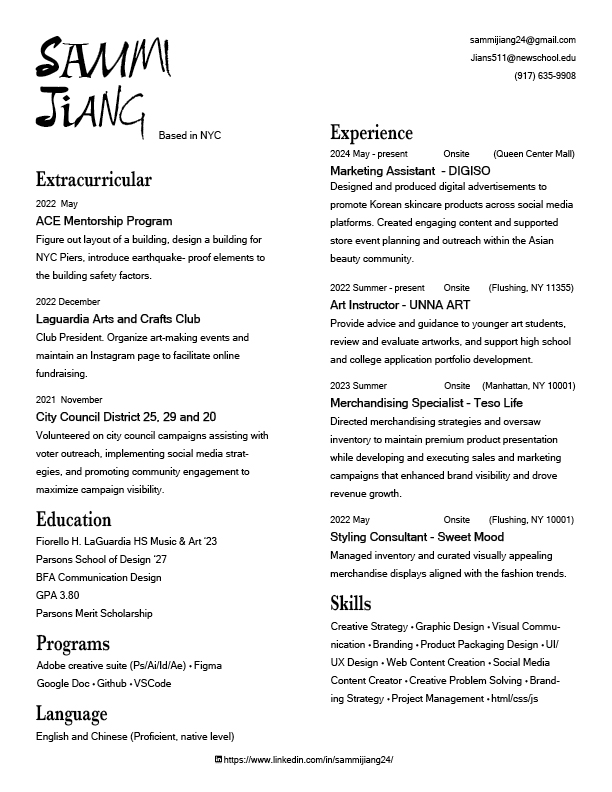 SAMMI
JiANG
Based in NYC
sammijiang24@gmail.com
Jians511@newschool.edu
(917) 635-9908
Extracurricular
2022 May
ACE Mentorship Program
Figure out layout of a building, design a building for
NYC Piers, introduce earthquake- proof elements to
the building safety factors.
2022 December
Laguardia Arts and Crafts Club
Club President. Organize art-making events and
maintain an Instagram page to facilitate online
fundraising.
2021 November
City Council District 25, 29 and 20
Volunteered on city council campaigns assisting with
voter outreach, implementing social media strat-
egies, and promoting community engagement to
maximize campaign visibility.
Education
Fiorello H. LaGuardia HS Music & Art '23
Parsons School of Design '27
BFA Communication Design
GPA 3.80
Parsons Merit Scholarship
Programs
Adobe creative suite (Ps/Ai/Id/Ae) • Figma
Google Doc • Github • VSCode
Language
English and Chinese (Proficient, native level)
Experience
2024 May - present Onsite (Queen Center Mall)
Marketing Assistant - DIGISO
Designed and produced digital advertisements to
promote Korean skincare products across social media
platforms. Created engaging content and supported
store event planning and outreach within the Asian
beauty community.
2022 Summer - present Onsite (Flushing, NY 11355)
Art Instructor - UNNA ART
Provide advice and guidance to younger art students,
review and evaluate artworks, and support high school
and college application portfolio development.
2023 Summer Onsite (Manhattan, NY 10001)
Merchandising Specialist - Teso Life
Directed merchandising strategies and oversaw
inventory to maintain premium product presentation
while developing and executing sales and marketing
campaigns that enhanced brand visibility and drove
revenue growth.
2022 May Onsite (Flushing, NY 10001)
Styling Consultant - Sweet Mood
Managed inventory and curated visually appealing
merchandise displays aligned with the fashion trends.
Skills
Creative Strategy • Graphic Design • Visual Commu-
nication • Branding • Product Packaging Design • UI/
UX Design • Web Content Creation • Social Media
Content Creator • Creative Problem Solving • Brand-
ing Strategy • Project Management • html/css/js
in https://www.linkedin.com/in/sammijiang24/